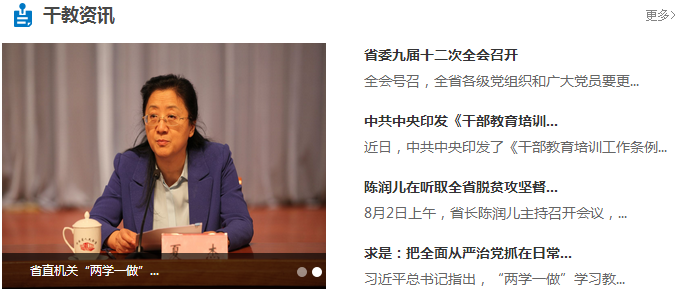 干教资讯
更多
省委九届十二次全会召开
全会号召，全省各级党组织和广大党员要更...
中共中央印发《干部教育培训...
近日，中共中央印发了《干部教育培训工作条例...
陈润儿在听取全省脱贫攻坚督...
8月2日上午，省长陈润儿主持召开会议，...
求是：把全面从严治党抓在日常...
习近平总书记指出，“两学一做”学习教...
夏杰
省直机关“两学一做”...